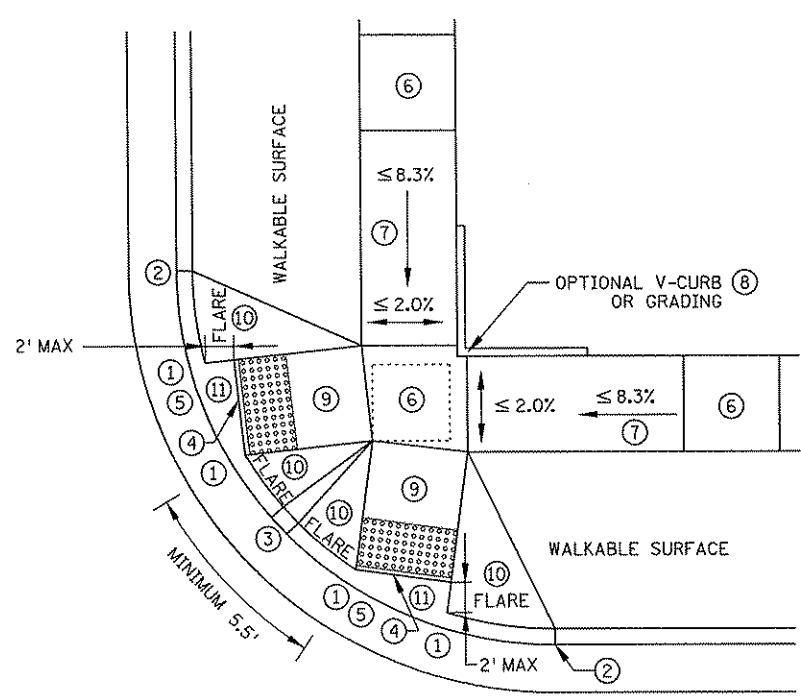 ⑥
≤ 8.3%
⑦
WALKABLE SURFACE
②
OPTIONAL V-CURB ⑧
OR GRADING
≤ 2.0%
FLARE
⑩
2' MAX
①
⑤
⑪
⑨
⑥
≤ 2.0%
≤ 8.3%
⑦
⑥
④
①
⑩
FLARE
⑨
③
⑩
FLARE
WALKABLE SURFACE
⑩
FLARE
MINIMUM 5.5'
①
⑤
⑪
④
①
2' MAX
②